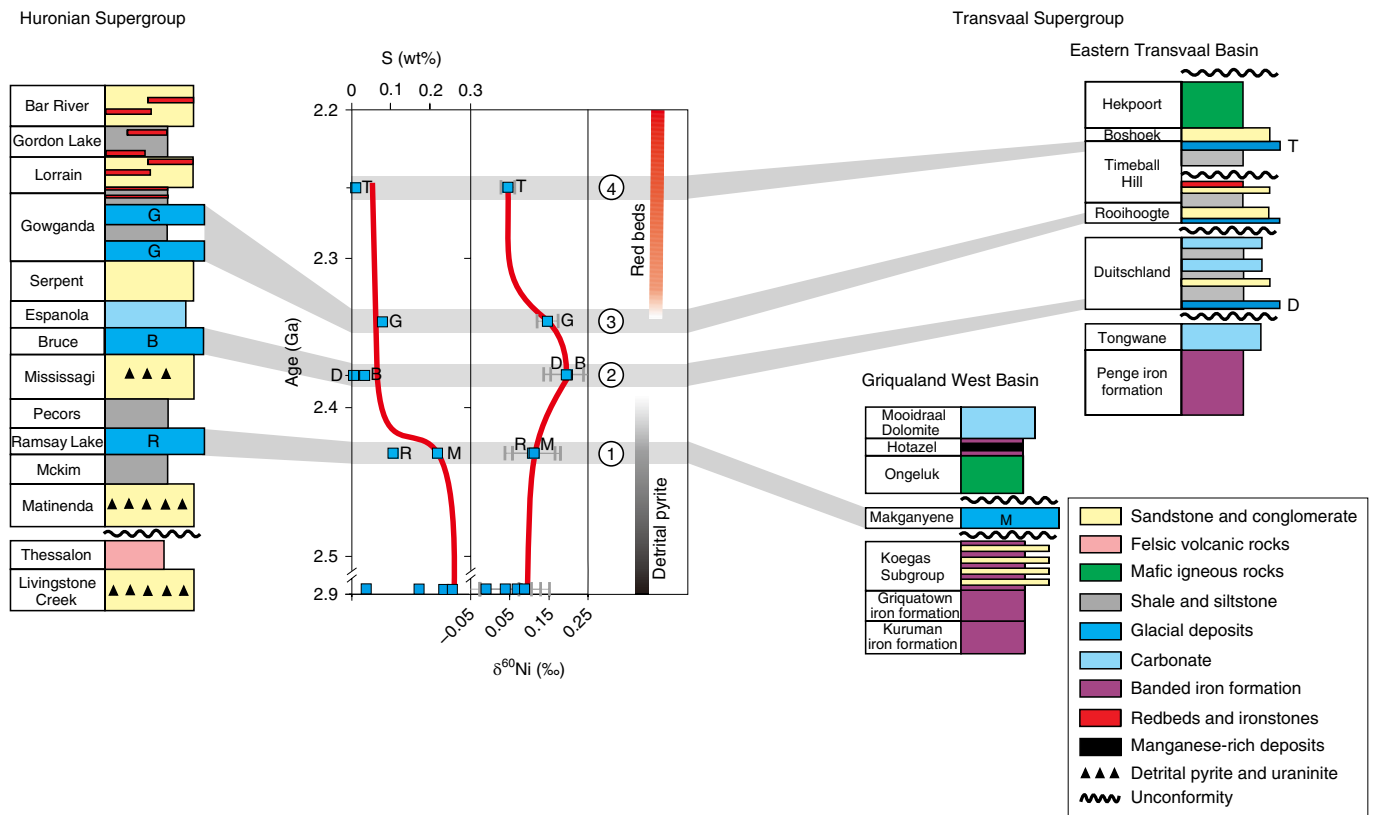 Huronian Supergroup
Bar River
Gordon Lake
Lorrain
Gowganda
G
G
Serpent
Espanola
Bruce
B
Mississagi
Pecors
Ramsay Lake
R
Mckim
Matinenda
Thessalon
Livingstone
Creek
S (wt%)
0
0.1
0.2
0.3
Age (Ga)
2.2
2.3
2.4
2.5
2.9
T
G
D
B
R
M
T
G
D
B
R
M
–0.05
0.05
0.15
0.25
δ⁶⁰Ni (‰)
4
3
2
1
Red beds
Detrital pyrite
Transvaal Supergroup
Eastern Transvaal Basin
Hekpoort
Boshoek
T
Timeball
Hill
Rooihoogte
Duitschland
D
Tongwane
Penge iron
formation
Griqualand West Basin
Mooidraal
Dolomite
Hotazel
Ongeluk
Makganyene
M
Koegas
Subgroup
Griquatown
iron formation
Kuruman
iron formation
Sandstone and conglomerate
Felsic volcanic rocks
Mafic igneous rocks
Shale and siltstone
Glacial deposits
Carbonate
Banded iron formation
Redbeds and ironstones
Manganese-rich deposits
Detrital pyrite and uraninite
Unconformity